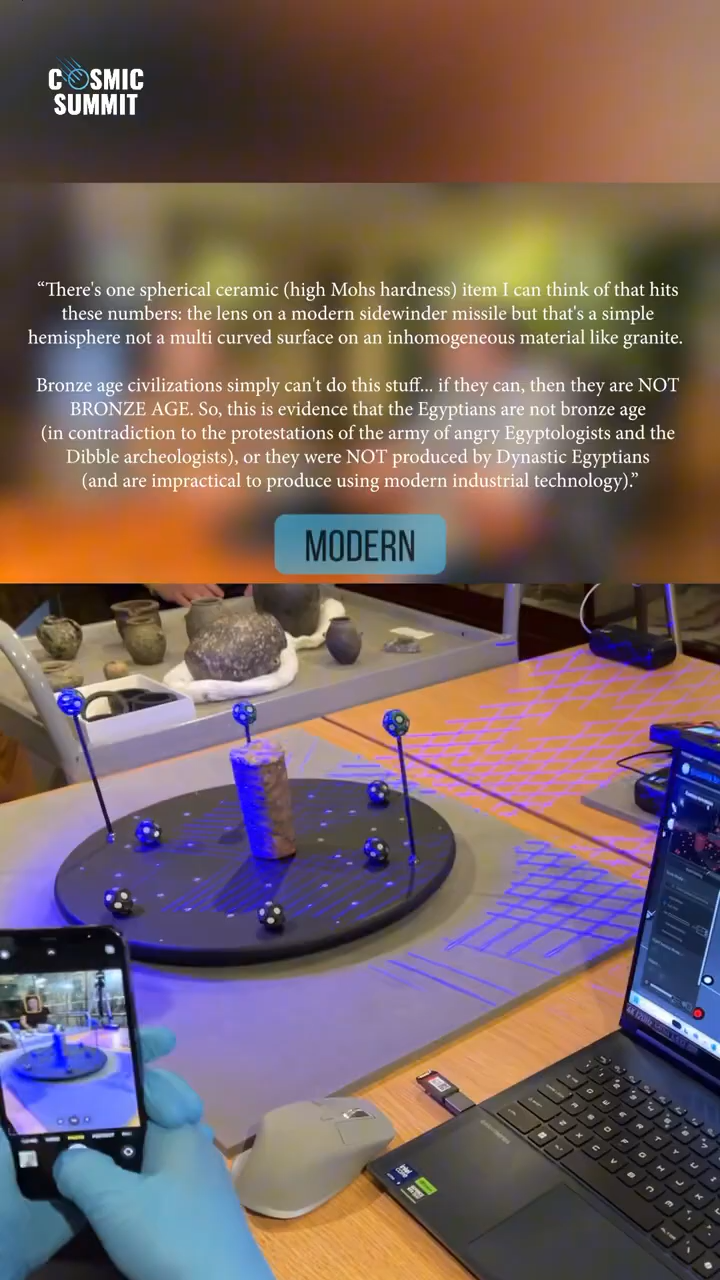 COSMIC
SUMMIT
“There's one spherical ceramic (high Mohs hardness) item I can think of that hits
these numbers: the lens on a modern sidewinder missile but that's a simple
hemisphere not a multi curved surface on an inhomogeneous material like granite.
Bronze age civilizations simply can't do this stuff... if they can, then they are NOT
BRONZE AGE. So, this is evidence that the Egyptians are not bronze age
(in contradiction to the protestations of the army of angry Egyptologists and the
Dibble archeologists), or they were NOT produced by Dynastic Egyptians
(and are impractical to produce using modern industrial technology).”
MODERN